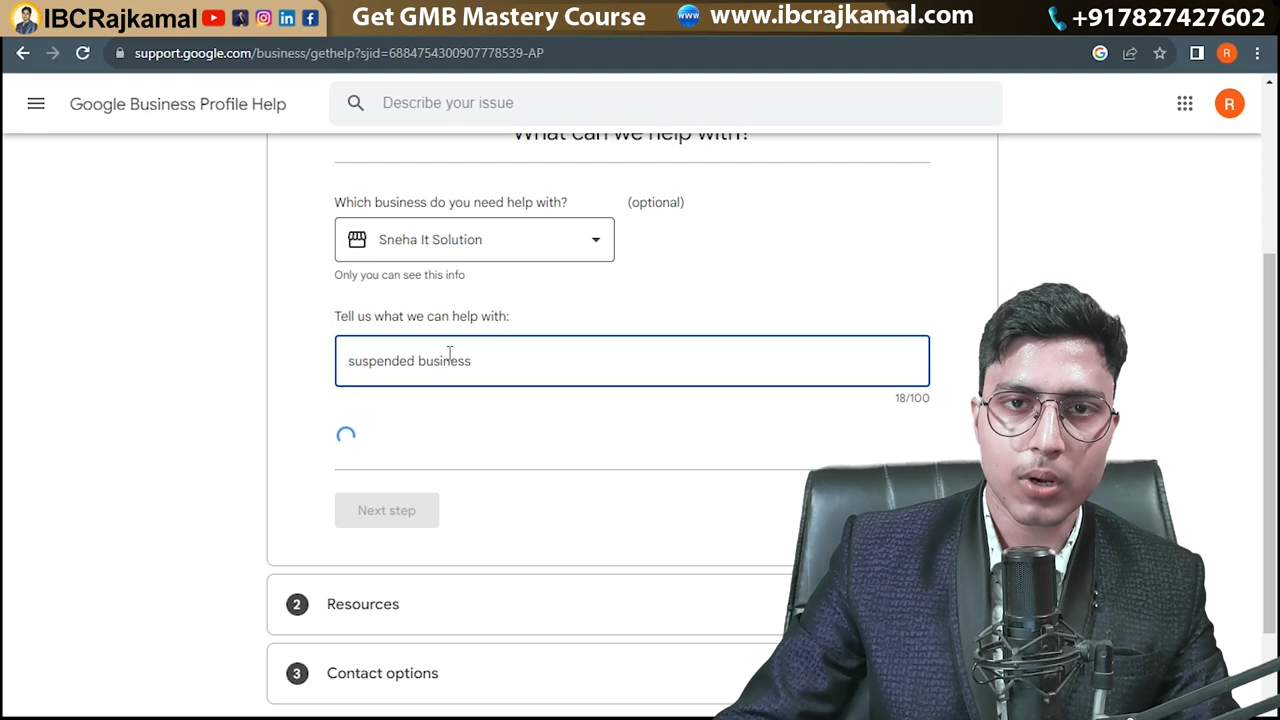 IBCRajkamal
Get GMB Mastery Course
www
www.ibcrajkamal.com
+917827427602
support.google.com/business/gethelp?sjid=6884754300907778539-AP
R
Google Business Profile Help
Describe your issue
R
What can we help with?
Which business do you need help with? (optional)
Sneha It Solution
Only you can see this info
Tell us what we can help with:
suspended business
18/100
Next step
2 Resources
3 Contact options